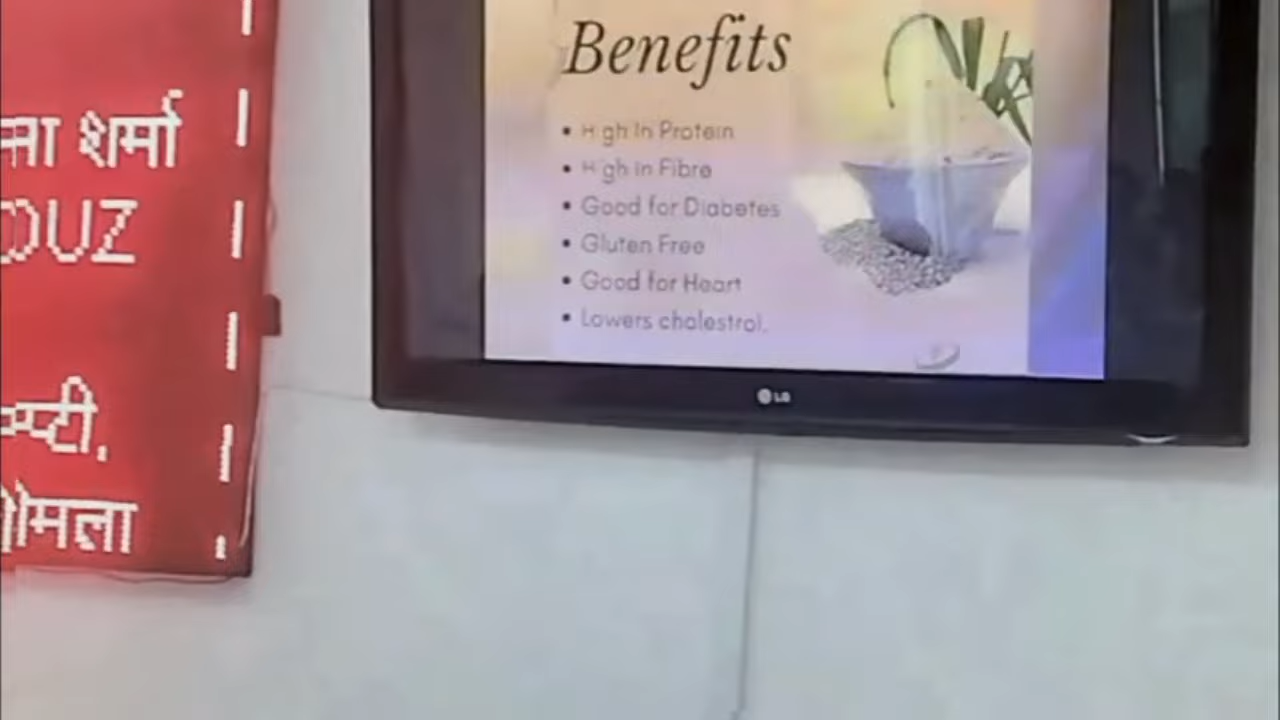 शर्मा
OUZ
Benefits
• High in Protein
• High in Fibre
• Good for Diabetes
• Gluten Free
• Good for Heart
• Lowers cholestrol.
LG